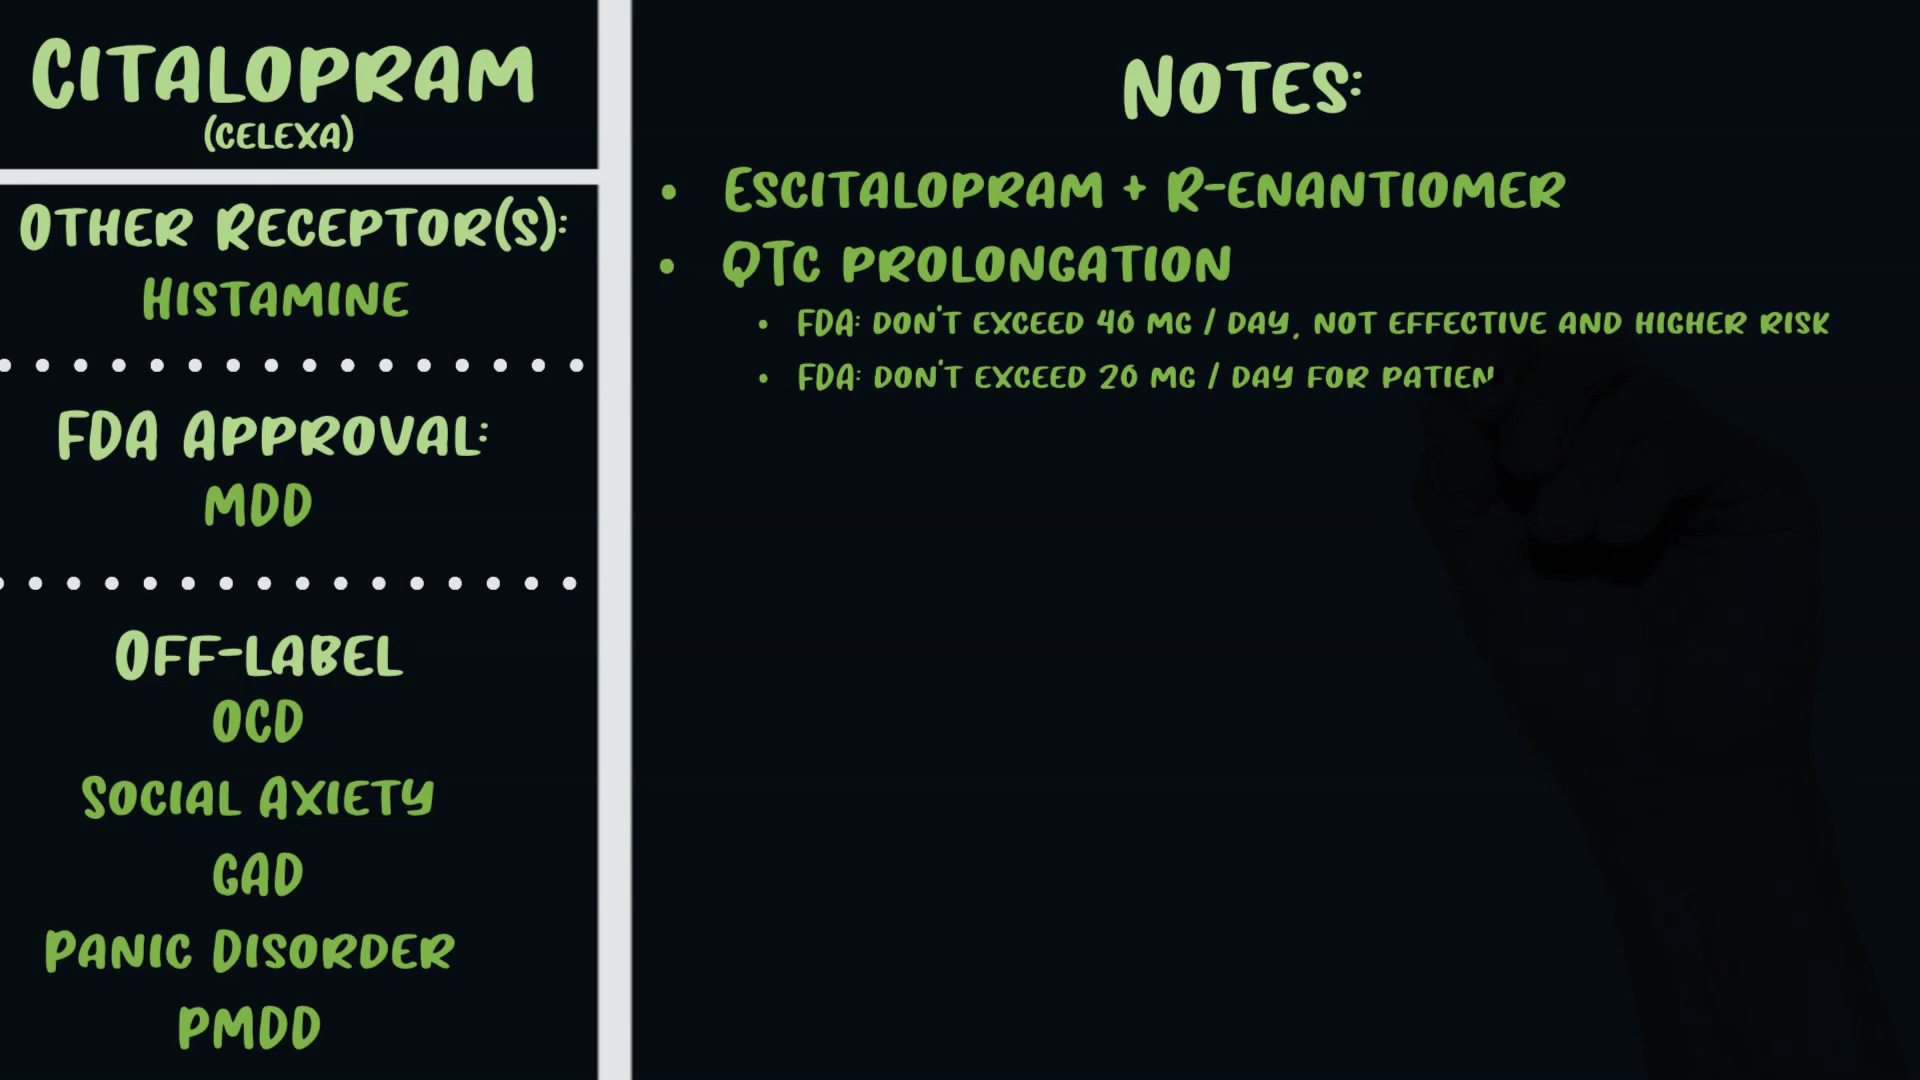 Citalopram
(Celexa)
Other Receptor(s):
Histamine
FDA Approval:
MDD
Off-label
OCD
Social Axiety
GAD
Panic Disorder
PMDD
Notes:
• Escitalopram + R-enantiomer
• QTc prolongation
• FDA: don't exceed 40 mg / day, not effective and higher risk
• FDA: don't exceed 20 mg / day for patien